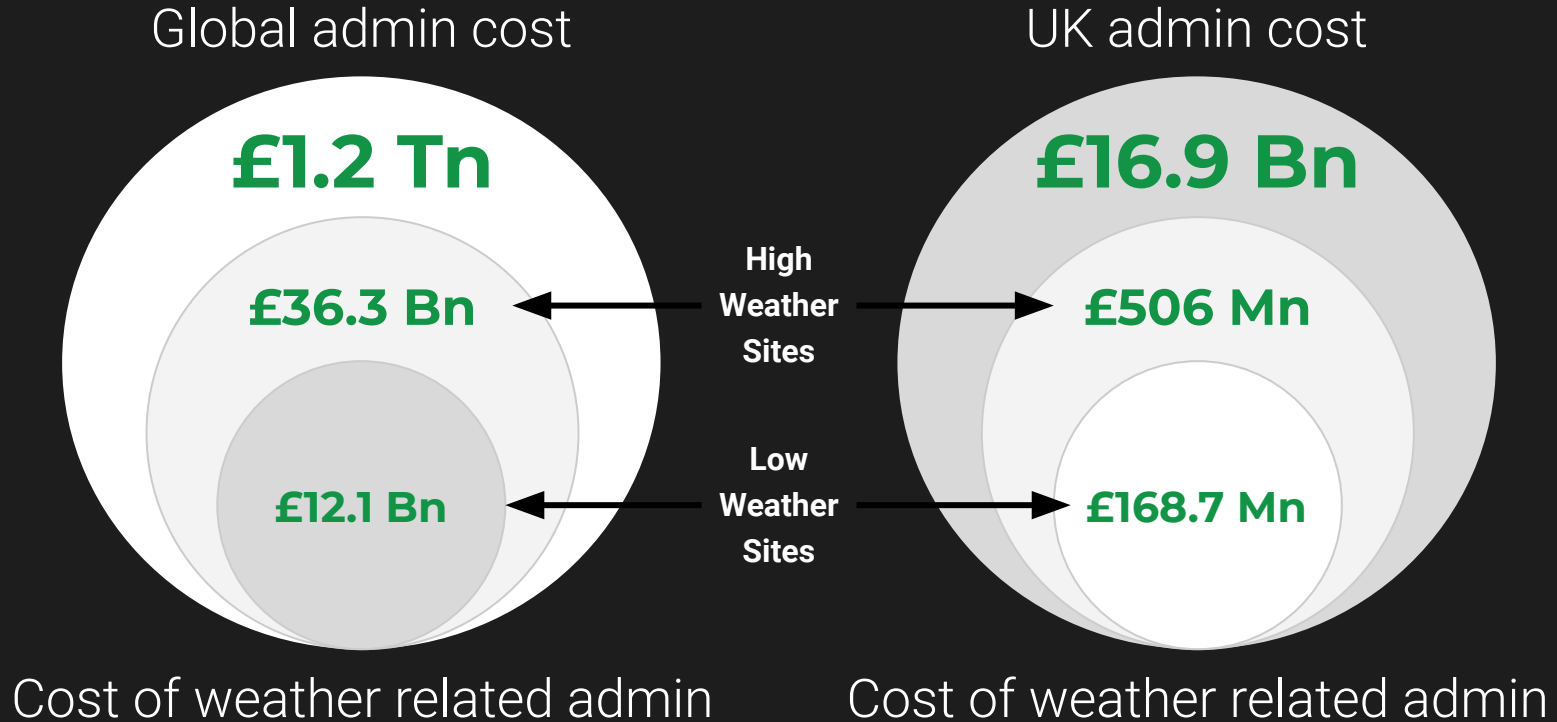 Global admin cost
UK admin cost
£1.2 Tn
£16.9 Bn
High
Weather
Sites
£36.3 Bn
£506 Mn
Low
Weather
Sites
£12.1 Bn
£168.7 Mn
Cost of weather related admin
Cost of weather related admin